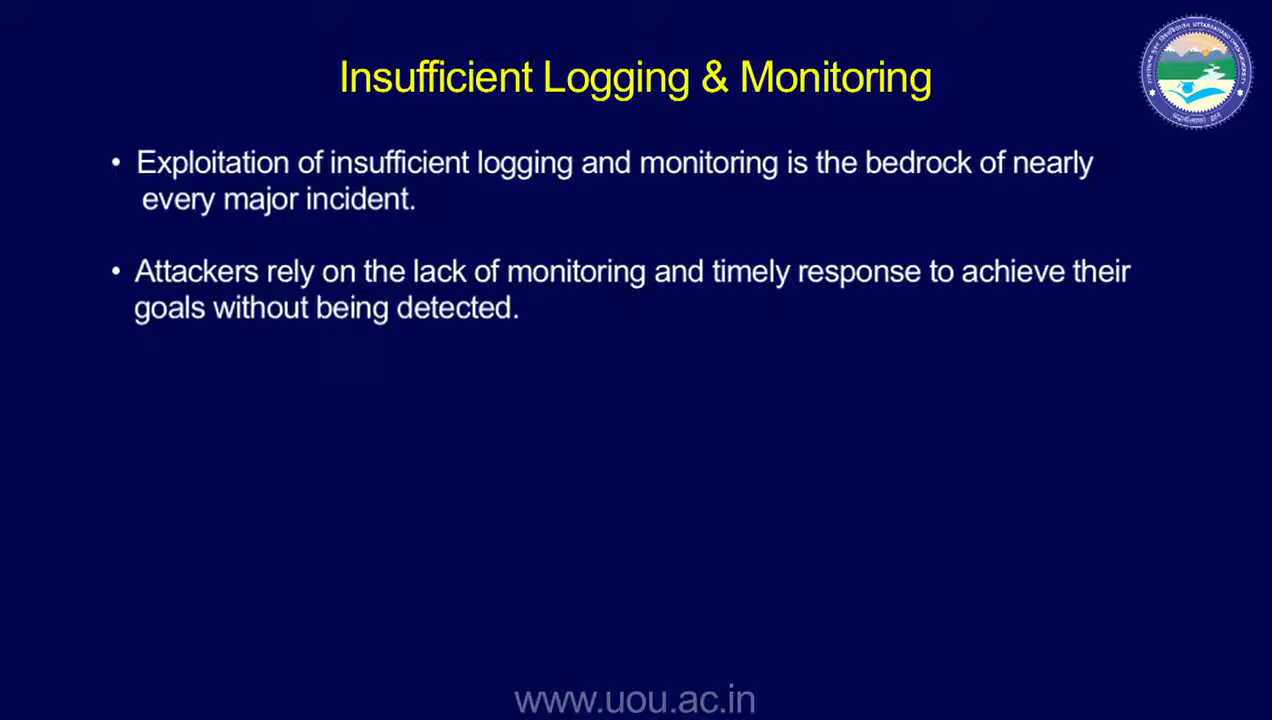 Insufficient Logging & Monitoring
• Exploitation of insufficient logging and monitoring is the bedrock of nearly
every major incident.
• Attackers rely on the lack of monitoring and timely response to achieve their
goals without being detected.
www.uou.ac.in